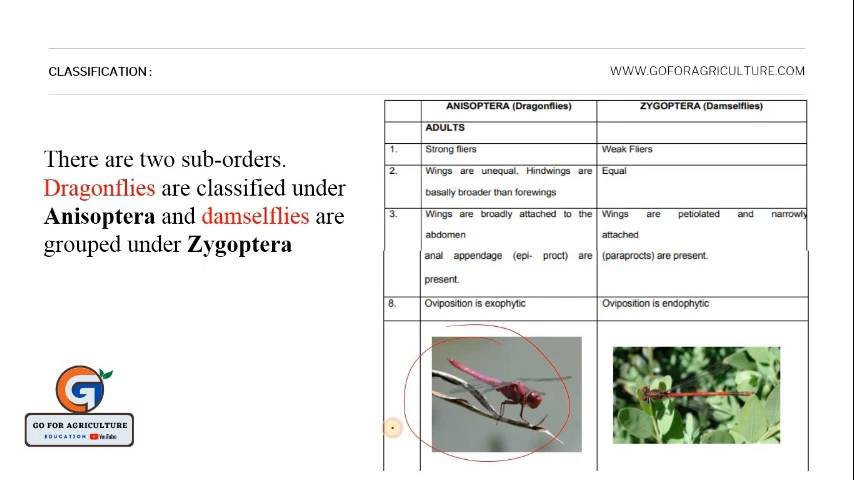 CLASSIFICATION :
WWW.GOFORAGRICULTURE.COM
There are two sub-orders.
Dragonflies are classified under
Anisoptera and damselflies are
grouped under Zygoptera
ANISOPTERA (Dragonflies) ZYGOPTERA (Damselflies)
ADULTS
1. Strong fliers Weak Fliers
2. Wings are unequal, Hindwings are Equal
basally broader than forewings
3. Wings are broadly attached to the Wings are petiolated and narrowly
abdomen attached
anal appendage (epi- proct) are (paraprocts) are present.
present.
8. Oviposition is exophytic Oviposition is endophytic
G
GO FOR AGRICULTURE
EDUCATION YouTube